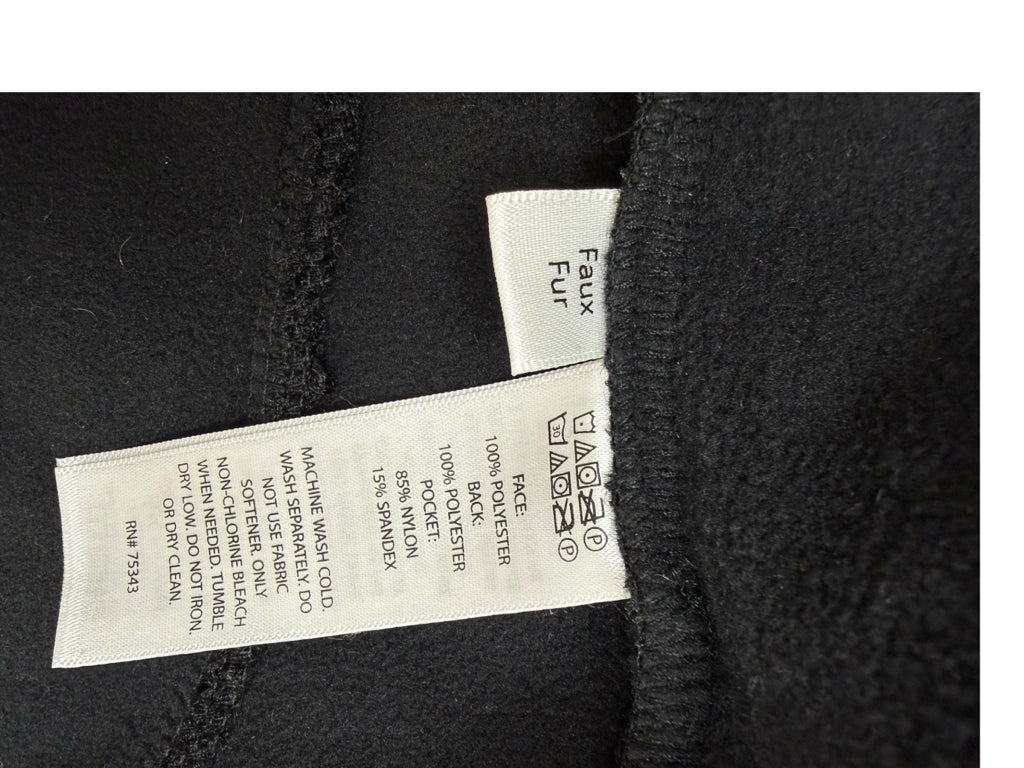 Faux
Fur
30
P
P
FACE:
100% POLYESTER
BACK:
100% POLYESTER
POCKET:
85% NYLON
15% SPANDEX
MACHINE WASH COLD.
WASH SEPARATELY. DO
NOT USE FABRIC
SOFTENER. ONLY
NON-CHLORINE BLEACH
WHEN NEEDED. TUMBLE
DRY LOW. DO NOT IRON.
OR DRY CLEAN.
RN# 75343